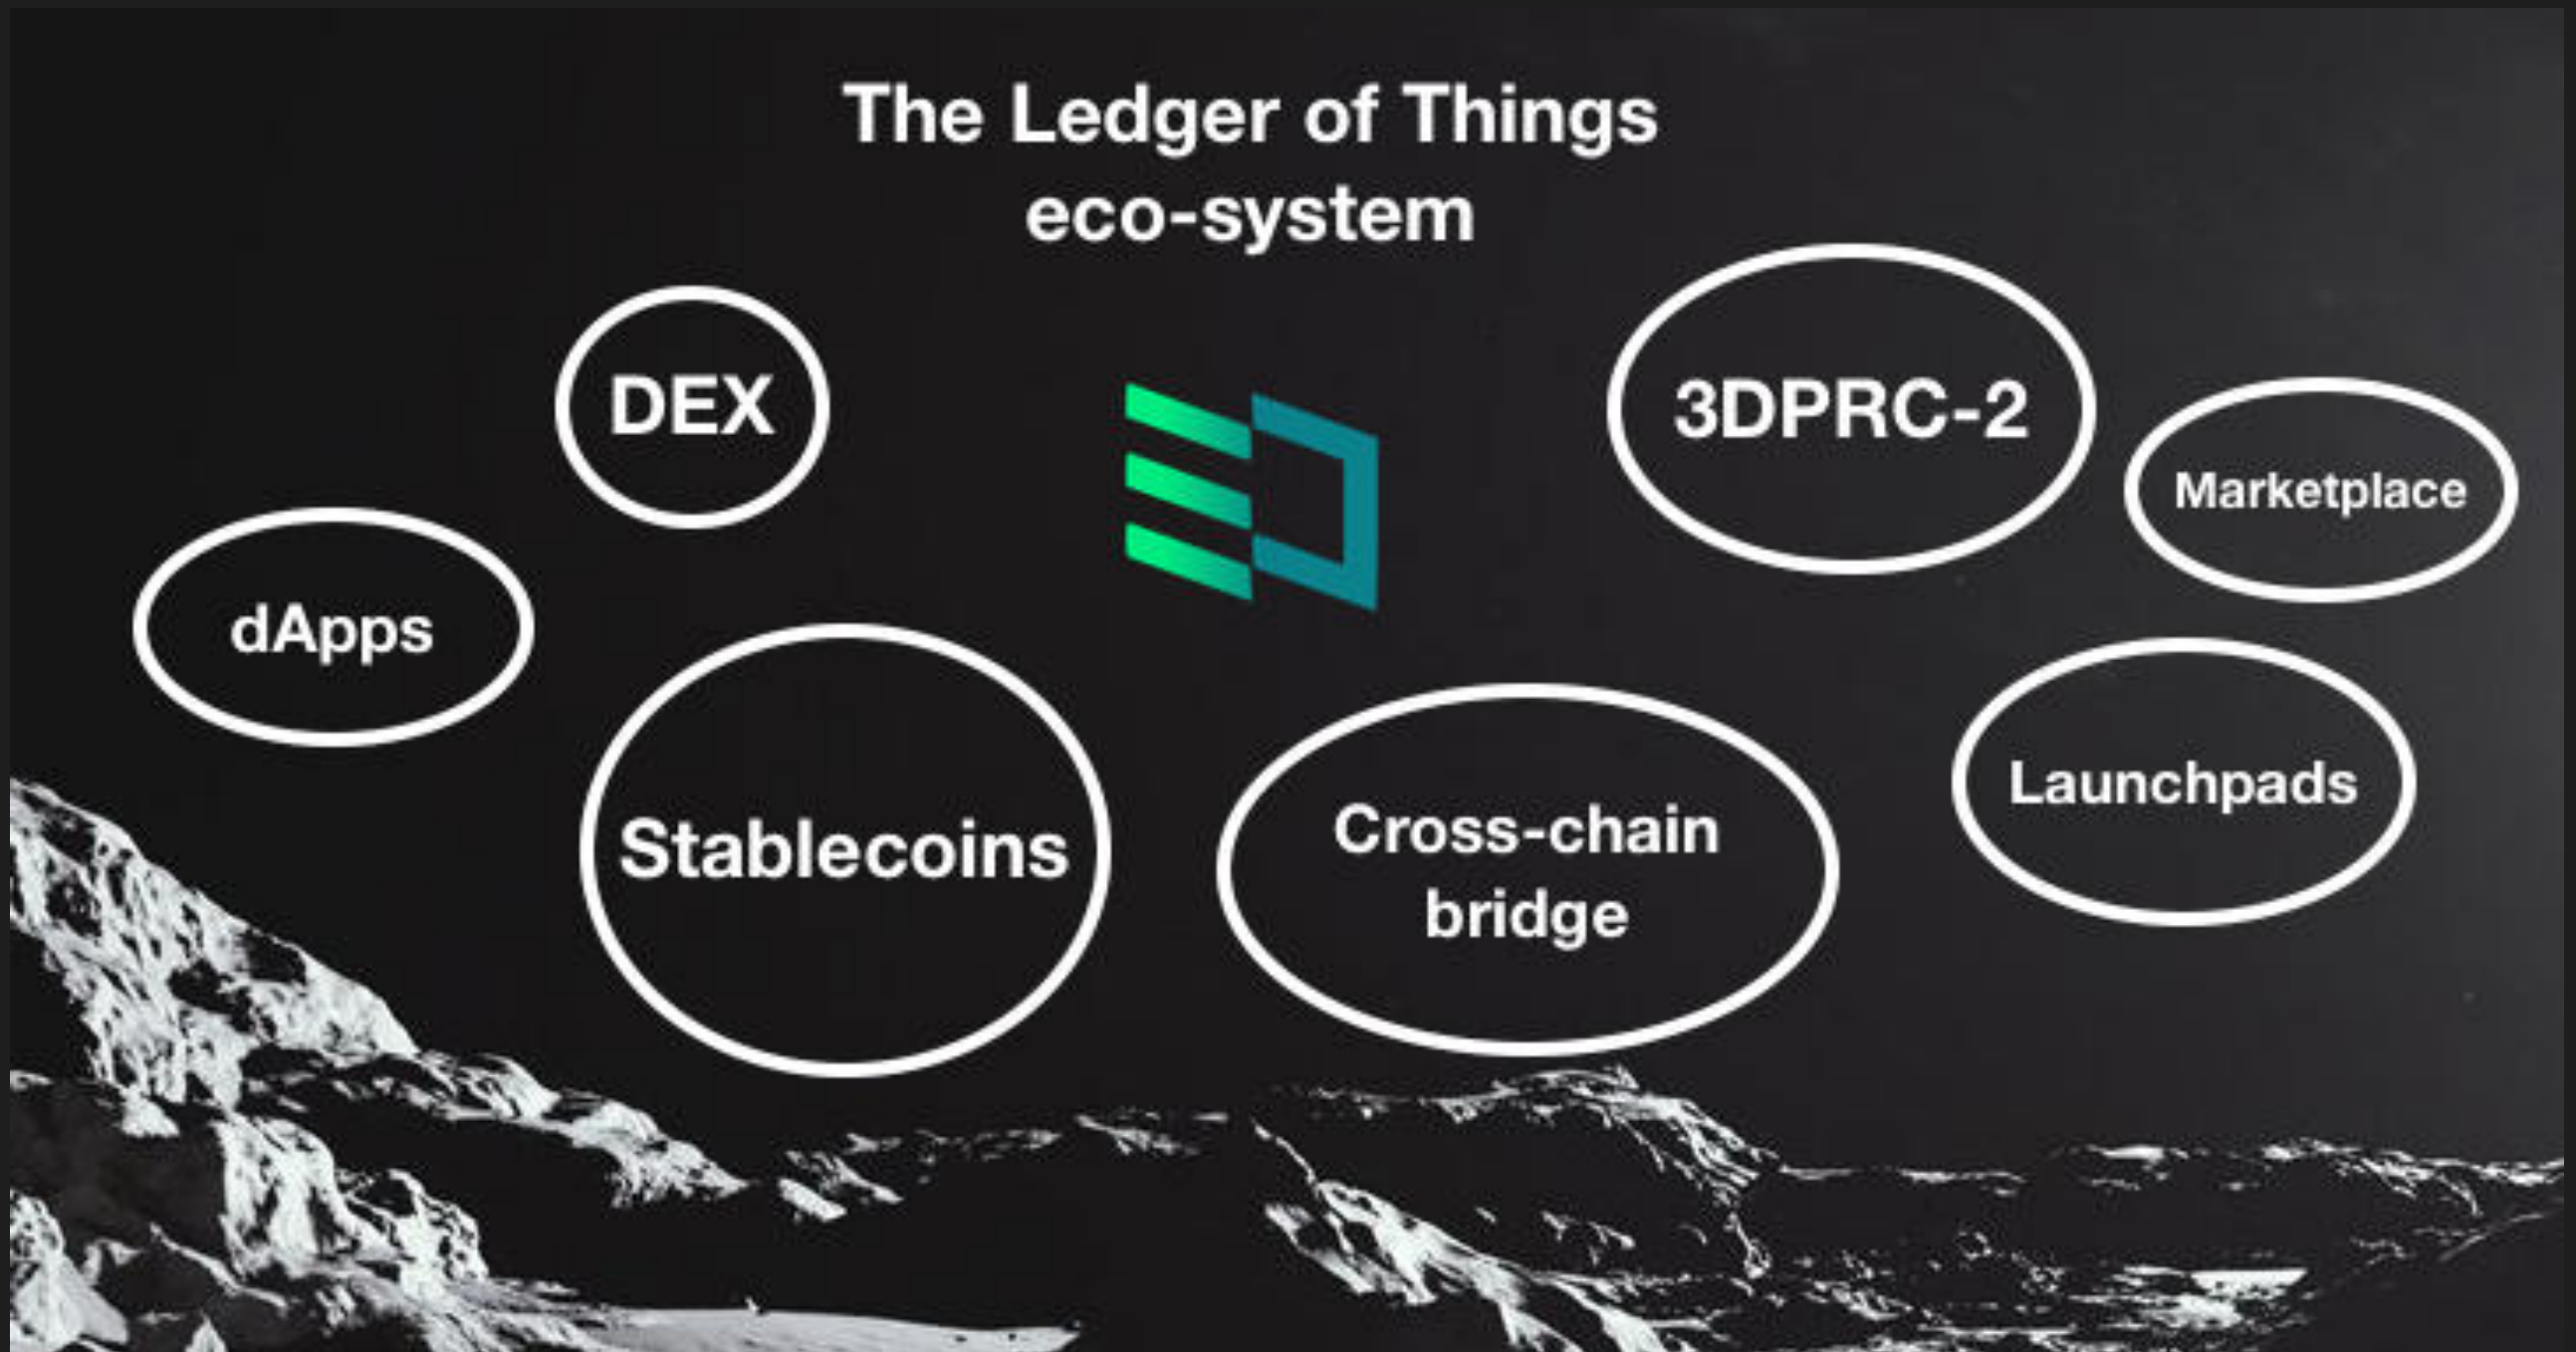 The Ledger of Things
eco-system
DEX
3DPRC-2
Marketplace
dApps
Stablecoins
Cross-chain
bridge
Launchpads